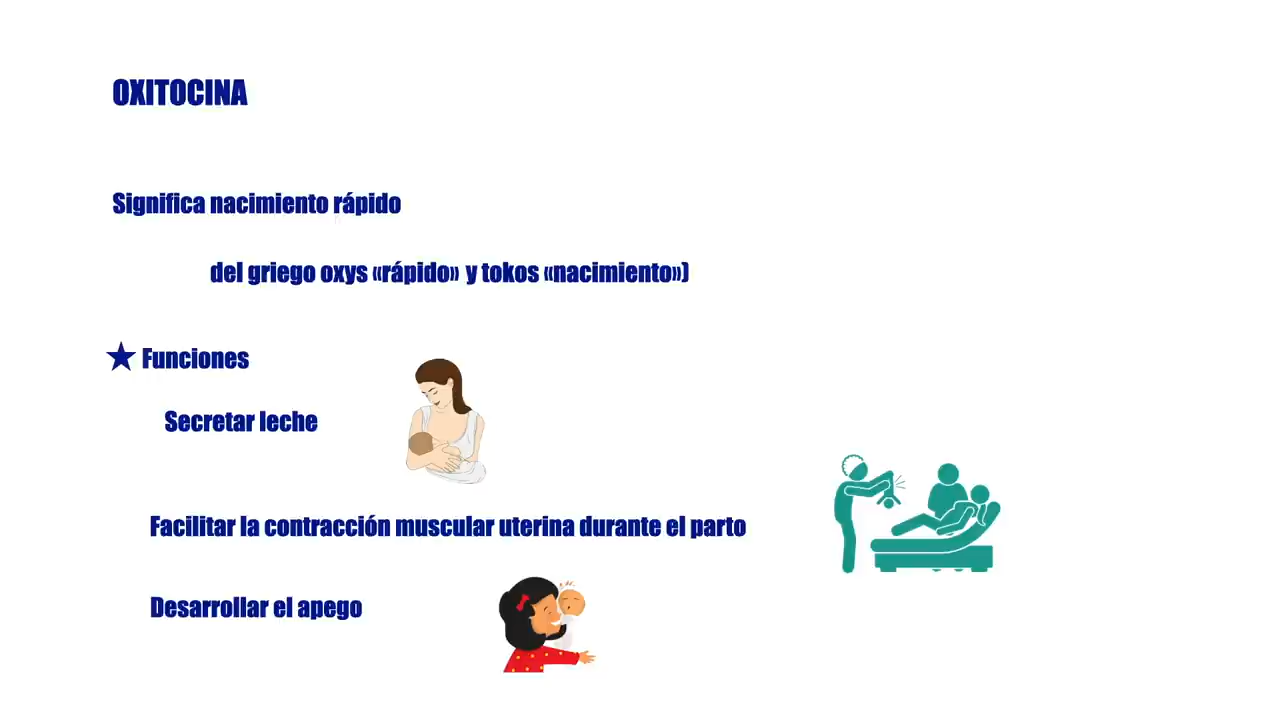 OXITOCINA
Significa nacimiento rápido
del griego oxys «rápido» y tokos «nacimiento»)
Funciones
Secretar leche
Facilitar la contracción muscular uterina durante el parto
Desarrollar el apego